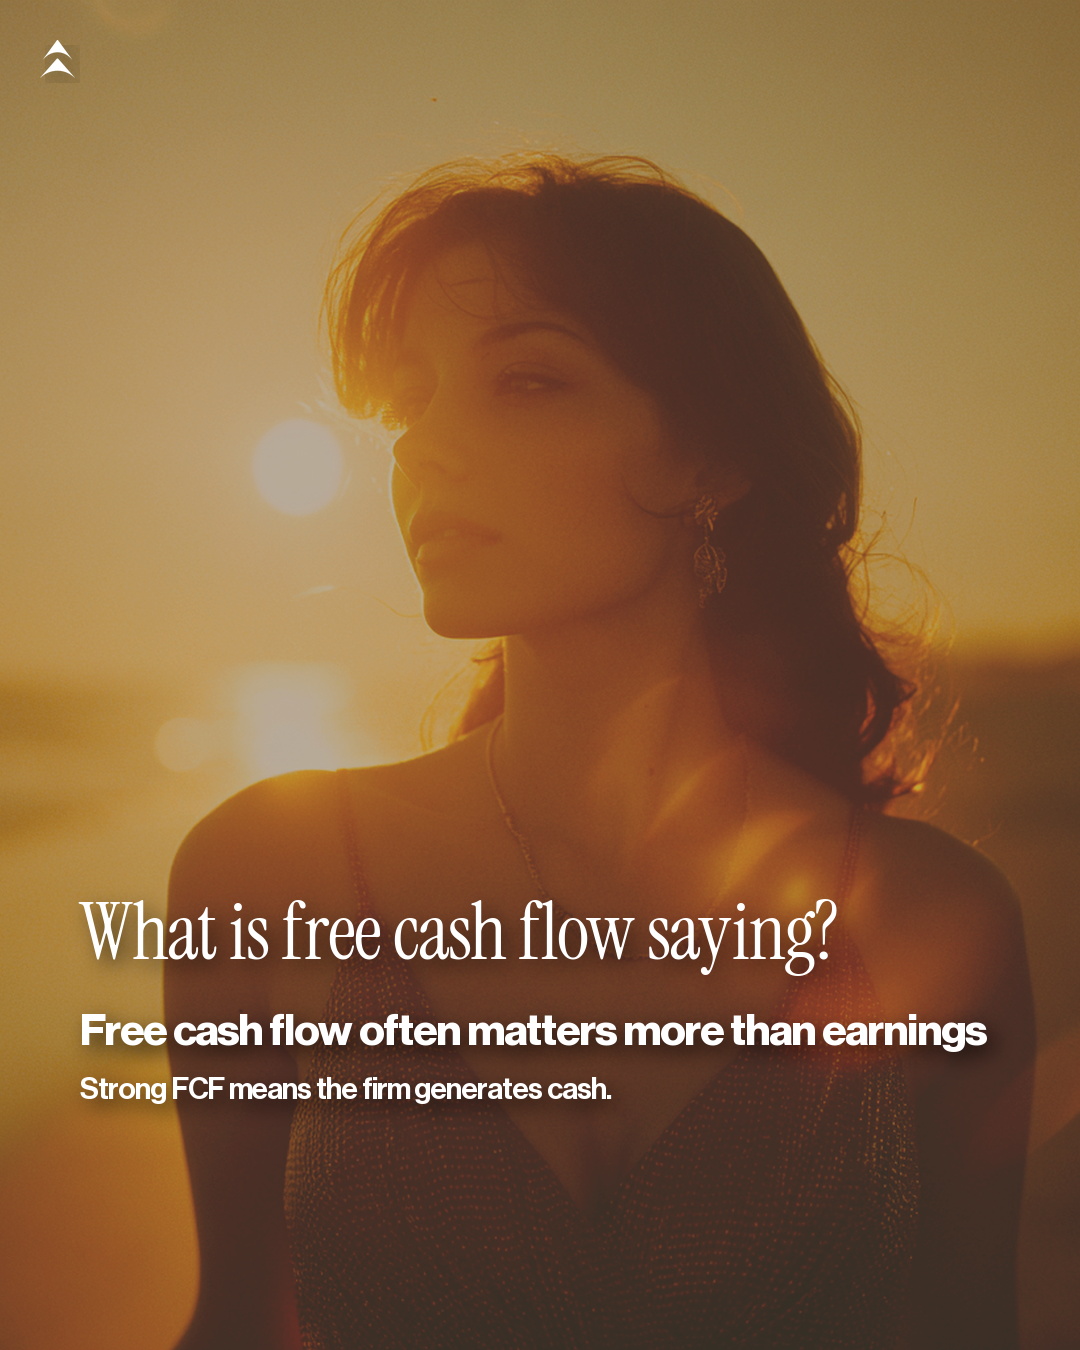 What is free cash flow saying?
Free cash flow often matters more than earnings
Strong FCF means the firm generates cash.